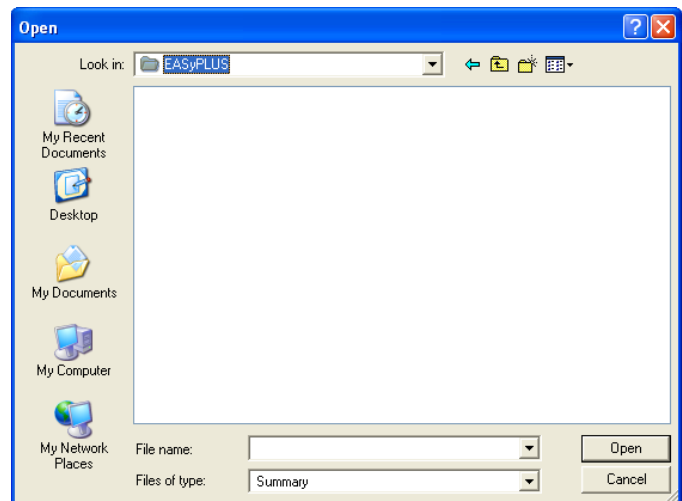 Open
Look in: EASyPLUS
My Recent
Documents
Desktop
My Documents
My Computer
My Network
Places
File name:
Open
Files of type: Summary
Cancel